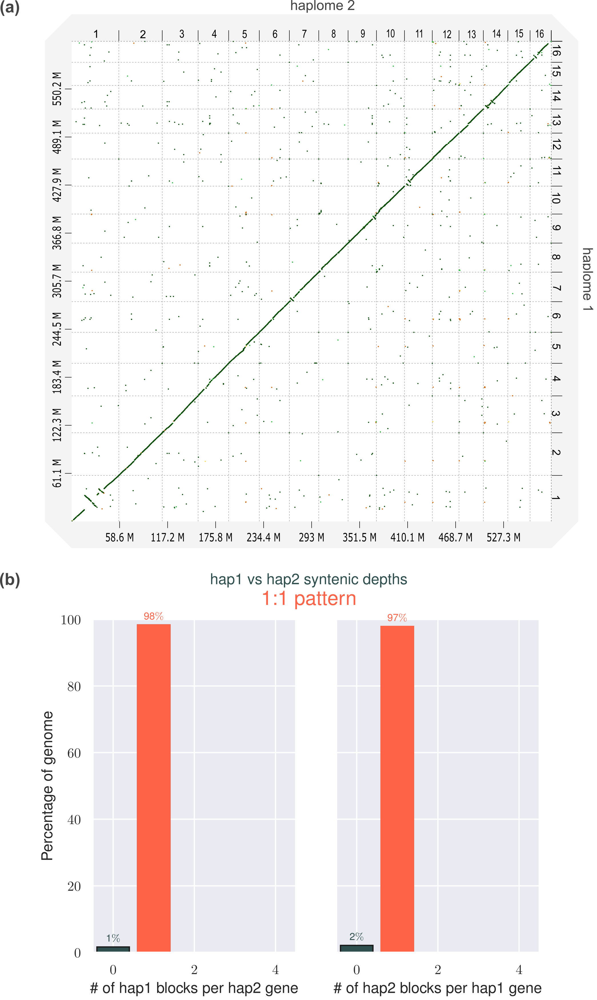 (a)
haplome 2
1 2 3 4 5 6 7 8 9 10 11 12 13 14 15 16
16
15
14
13
12
11
10
9
8
7
6
5
4
3
2
1
haplome 1
550.2 M
489.1 M
427.9 M
366.8 M
305.7 M
244.5 M
183.4 M
122.3 M
61.1 M
58.6 M 117.2 M 175.8 M 234.4 M 293 M 351.5 M 410.1 M 468.7 M 527.3 M
(b)
hap1 vs hap2 syntenic depths
1:1 pattern
98% 97%
100
80
60
40
20
0
Percentage of genome
1% 2%
0 2 4 0 2 4
# of hap1 blocks per hap2 gene # of hap2 blocks per hap1 gene